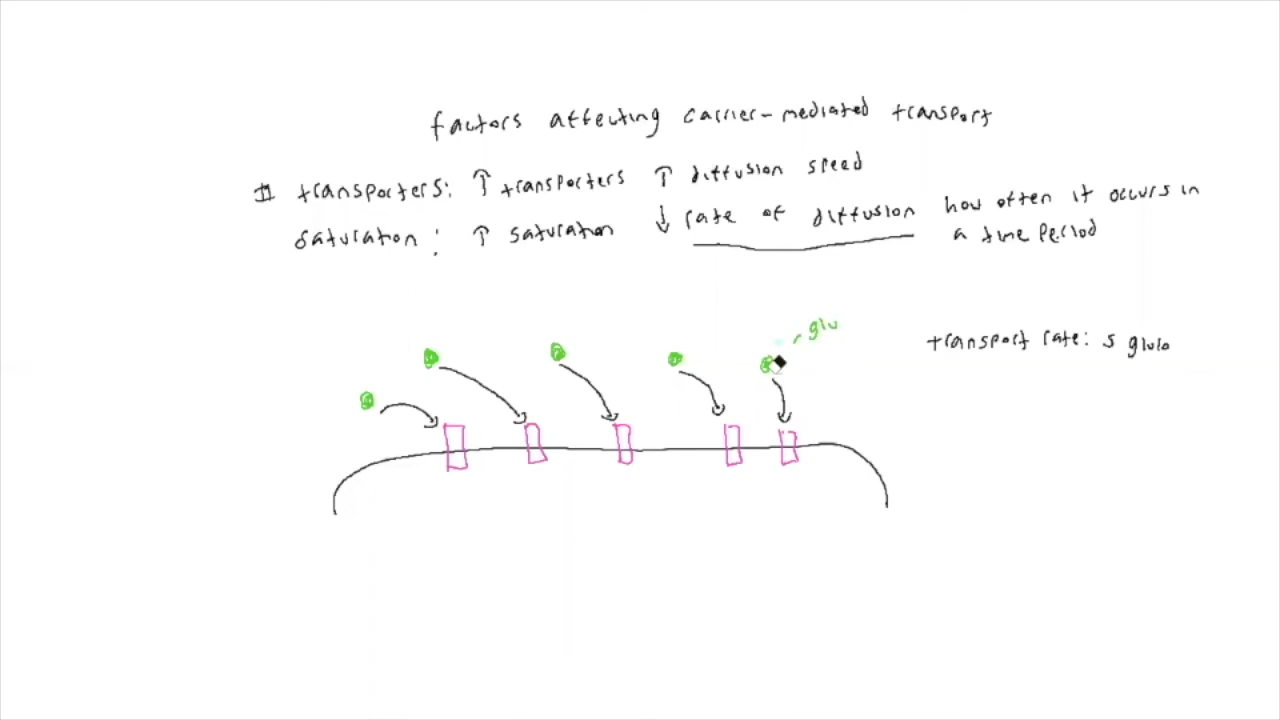 factors affecting carrier-mediated transport
# transporters: ↑ transporters ↑ diffusion speed
saturation: ↑ saturation ↓ rate of diffusion how often it occurs in
a time period
glu
transport rate: 5